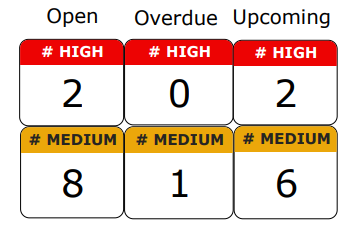 Open Overdue Upcoming
# HIGH # HIGH # HIGH
2 0 2
# MEDIUM # MEDIUM # MEDIUM
8 1 6